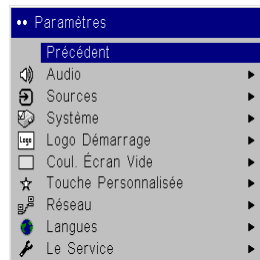 •• Paramètres
Précédent
Audio
Sources
Système
Logo Logo Démarrage
Coul. Écran Vide
Touche Personnalisée
Réseau
Langues
Le Service